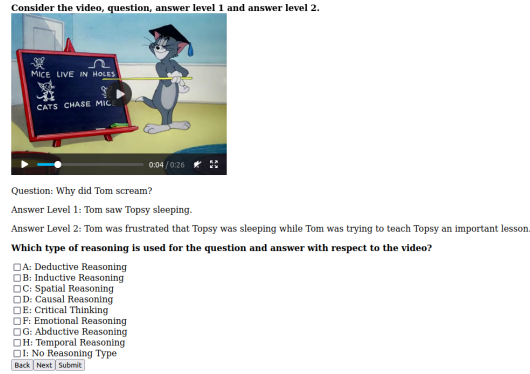 Consider the video, question, answer level 1 and answer level 2.
MICE LIVE IN HOLES
CATS CHASE MIC
0:04 / 0:26
Question: Why did Tom scream?
Answer Level 1: Tom saw Topsy sleeping.
Answer Level 2: Tom was frustrated that Topsy was sleeping while Tom was trying to teach Topsy an important lesson.
Which type of reasoning is used for the question and answer with respect to the video?
A: Deductive Reasoning
B: Inductive Reasoning
C: Spatial Reasoning
D: Causal Reasoning
E: Critical Thinking
F: Emotional Reasoning
G: Abductive Reasoning
H: Temporal Reasoning
I: No Reasoning Type
Back Next Submit